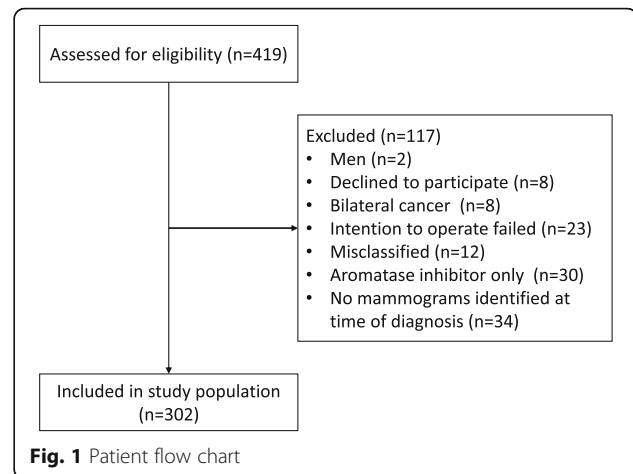 Assessed for eligibility (n=419)
Excluded (n=117)
• Men (n=2)
• Declined to participate (n=8)
• Bilateral cancer (n=8)
• Intention to operate failed (n=23)
• Misclassified (n=12)
• Aromatase inhibitor only (n=30)
• No mammograms identified at
time of diagnosis (n=34)
Included in study population
(n=302)
Fig. 1 Patient flow chart